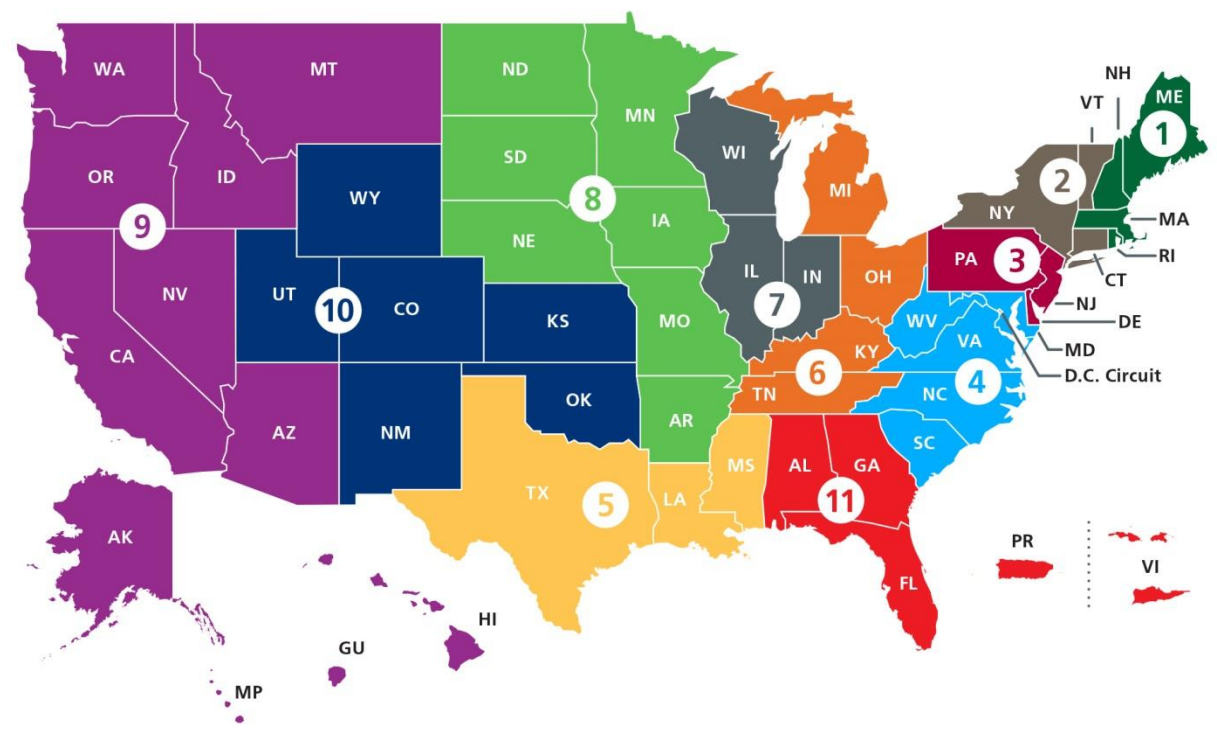 NH
WA
MT
ND
ME
VT
MN
1
OR
ID
SD
WI
MI
2
WY
8
NY
MA
9
IA
NE
PA
3
RI
IL
IN
OH
CT
NV
UT
10
CO
7
NJ
KS
MO
WV
DE
CA
VA
KY
MD
6
4
D.C. Circuit
TN
NC
OK
AZ
NM
AR
SC
MS
AL
GA
TX
5
LA
11
AK
PR
VI
FL
HI
GU
MP